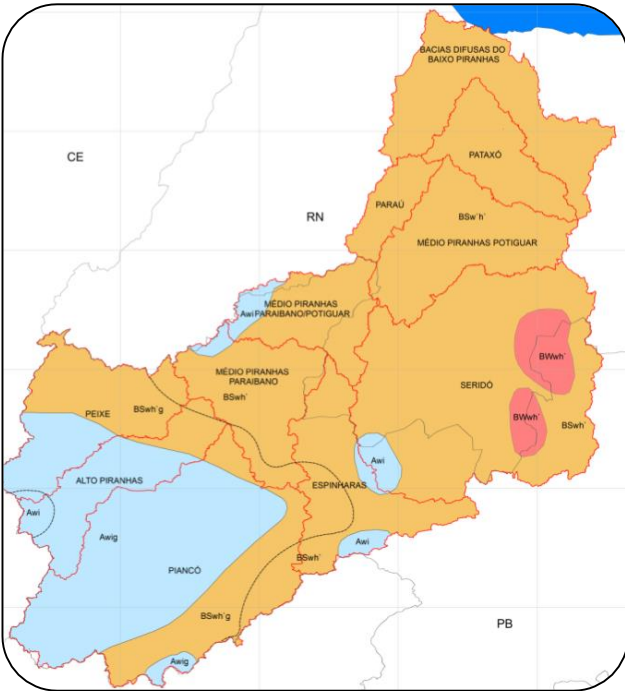 BACIAS DIFUSAS DO
BAIXO PIRANHAS
CE
PATAXÓ
PARAÚ
RN
BSw´h´
MÉDIO PIRANHAS POTIGUAR
MÉDIO PIRANHAS
Awi PARAIBANO/POTIGUAR
BWwh´
MÉDIO PIRANHAS
PARAIBANO
SERIDÓ
BSwh´
BSwh´g
PEIXE
BWwh´
BSwh´
Awi
ALTO PIRANHAS
ESPINHARAS
Awi
Awig
Awi
PIANCÓ
BSwh´
BSwh´g
PB
Awig